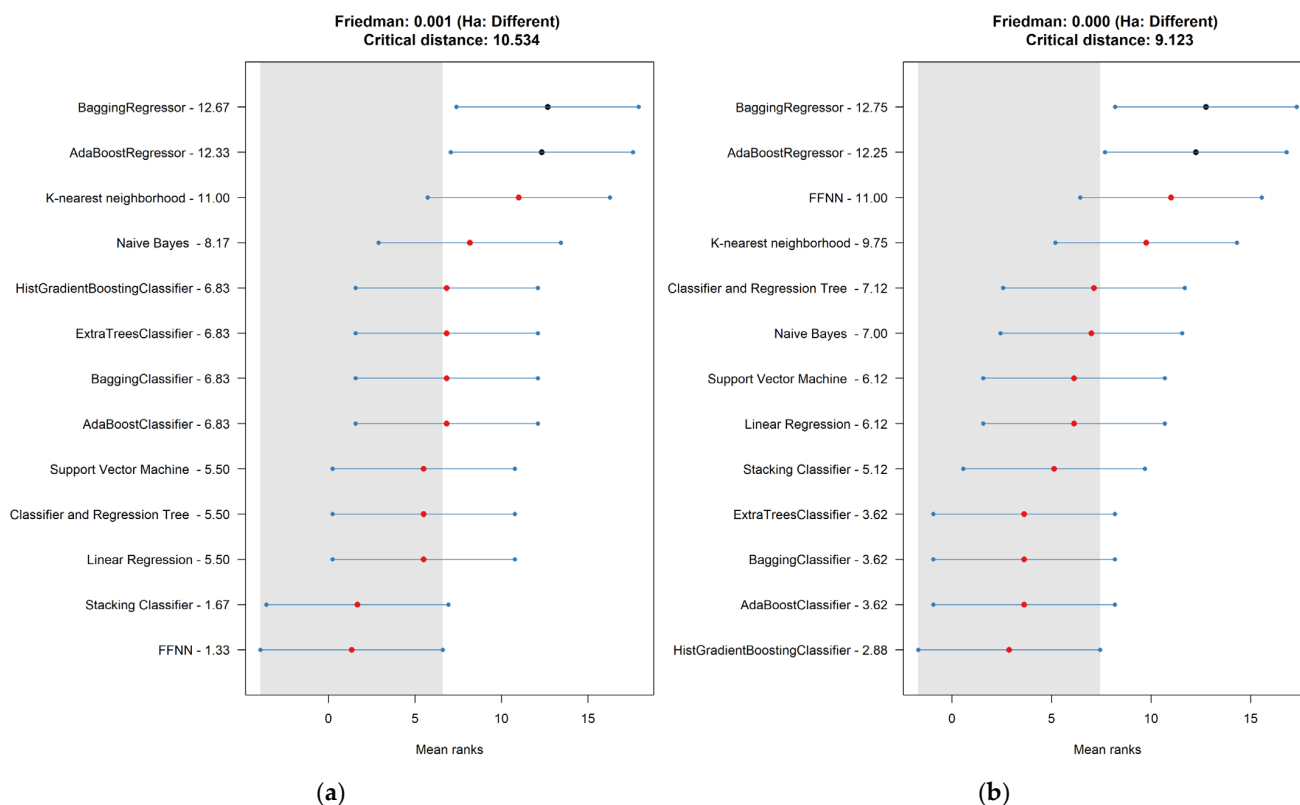 Friedman: 0.001 (Ha: Different)
Critical distance: 10.534
BaggingRegressor - 12.67
AdaBoostRegressor - 12.33
K-nearest neighborhood - 11.00
Naive Bayes - 8.17
HistGradientBoostingClassifier - 6.83
ExtraTreesClassifier - 6.83
BaggingClassifier - 6.83
AdaBoostClassifier - 6.83
Support Vector Machine - 5.50
Classifier and Regression Tree - 5.50
Linear Regression - 5.50
Stacking Classifier - 1.67
FFNN - 1.33
0 5 10 15
Mean ranks
(a)
Friedman: 0.000 (Ha: Different)
Critical distance: 9.123
BaggingRegressor - 12.75
AdaBoostRegressor - 12.25
FFNN - 11.00
K-nearest neighborhood - 9.75
Classifier and Regression Tree - 7.12
Naive Bayes - 7.00
Support Vector Machine - 6.12
Linear Regression - 6.12
Stacking Classifier - 5.12
ExtraTreesClassifier - 3.62
BaggingClassifier - 3.62
AdaBoostClassifier - 3.62
HistGradientBoostingClassifier - 2.88
0 5 10 15
Mean ranks
(b)